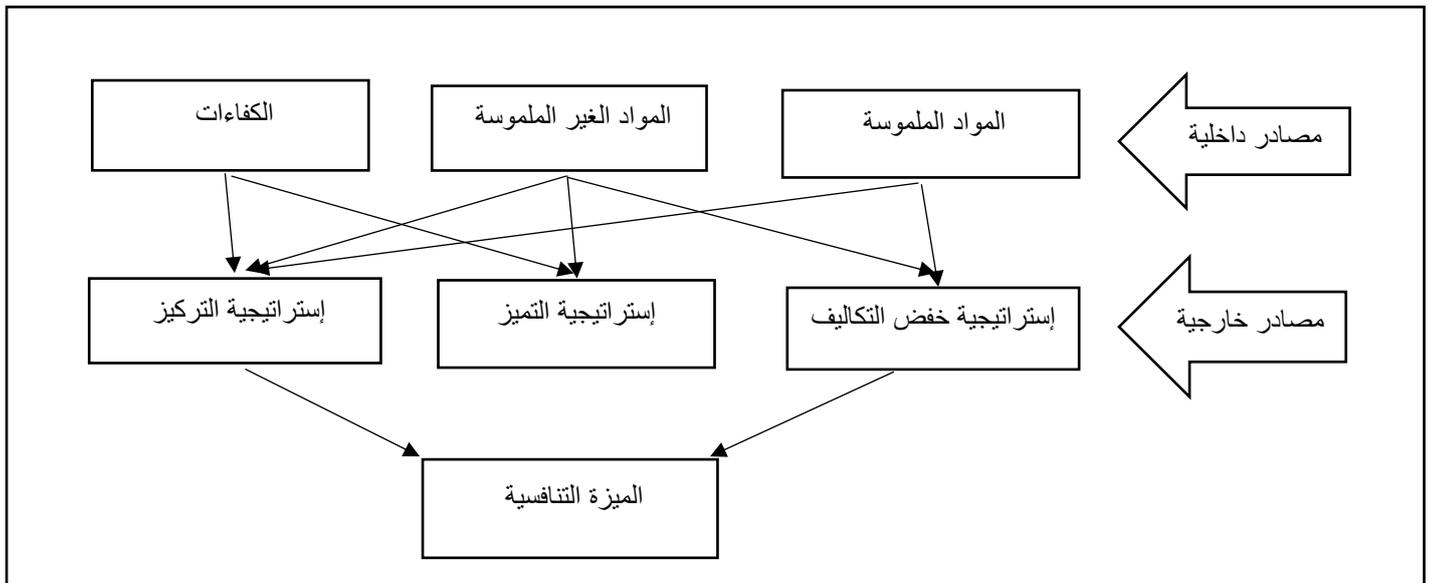 مصادر داخلية
المواد الملموسة
المواد الغير الملموسة
الكفاءات
مصادر خارجية
إستراتيجية خفض التكاليف
إستراتيجية التميز
إستراتيجية التركيز
الميزة التنافسية